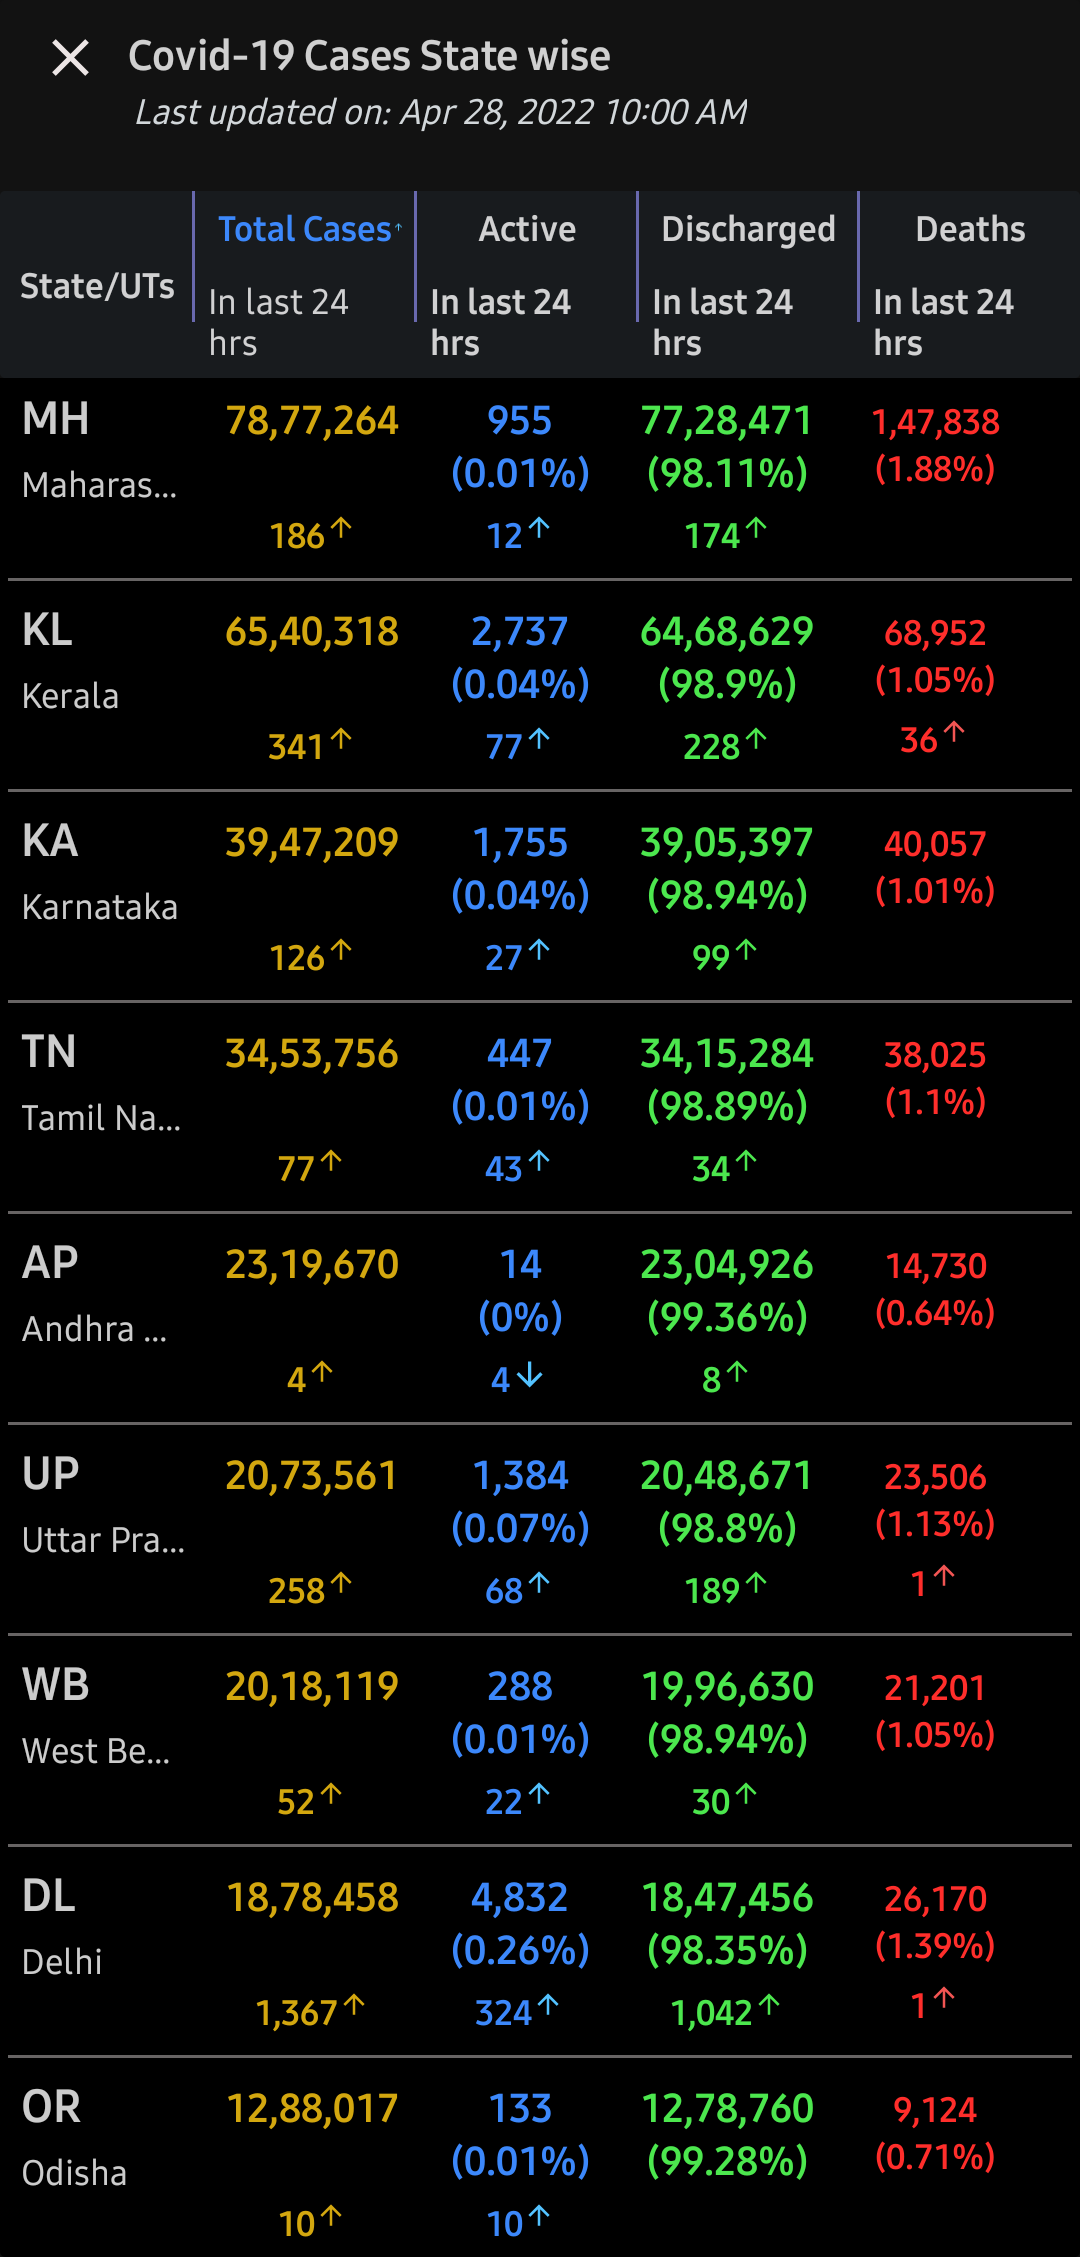 Covid-19 Cases State wise
Last updated on: Apr 28, 2022 10:00 AM
State/UTs
Total Cases↑ Active Discharged Deaths
In last 24 hrs In last 24 hrs In last 24 hrs In last 24 hrs
MH 78,77,264 955 77,28,471 1,47,838
Maharas... (0.01%) (98.11%) (1.88%)
186↑ 12↑ 174↑
KL 65,40,318 2,737 64,68,629 68,952
Kerala (0.04%) (98.9%) (1.05%)
341↑ 77↑ 228↑ 36↑
KA 39,47,209 1,755 39,05,397 40,057
Karnataka (0.04%) (98.94%) (1.01%)
126↑ 27↑ 99↑
TN 34,53,756 447 34,15,284 38,025
Tamil Na... (0.01%) (98.89%) (1.1%)
77↑ 43↑ 34↑
AP 23,19,670 14 23,04,926 14,730
Andhra ... (0%) (99.36%) (0.64%)
4↑ 4↓ 8↑
UP 20,73,561 1,384 20,48,671 23,506
Uttar Pra... (0.07%) (98.8%) (1.13%)
258↑ 68↑ 189↑ 1↑
WB 20,18,119 288 19,96,630 21,201
West Be... (0.01%) (98.94%) (1.05%)
52↑ 22↑ 30↑
DL 18,78,458 4,832 18,47,456 26,170
Delhi (0.26%) (98.35%) (1.39%)
1,367↑ 324↑ 1,042↑ 1↑
OR 12,88,017 133 12,78,760 9,124
Odisha (0.01%) (99.28%) (0.71%)
10↑ 10↑